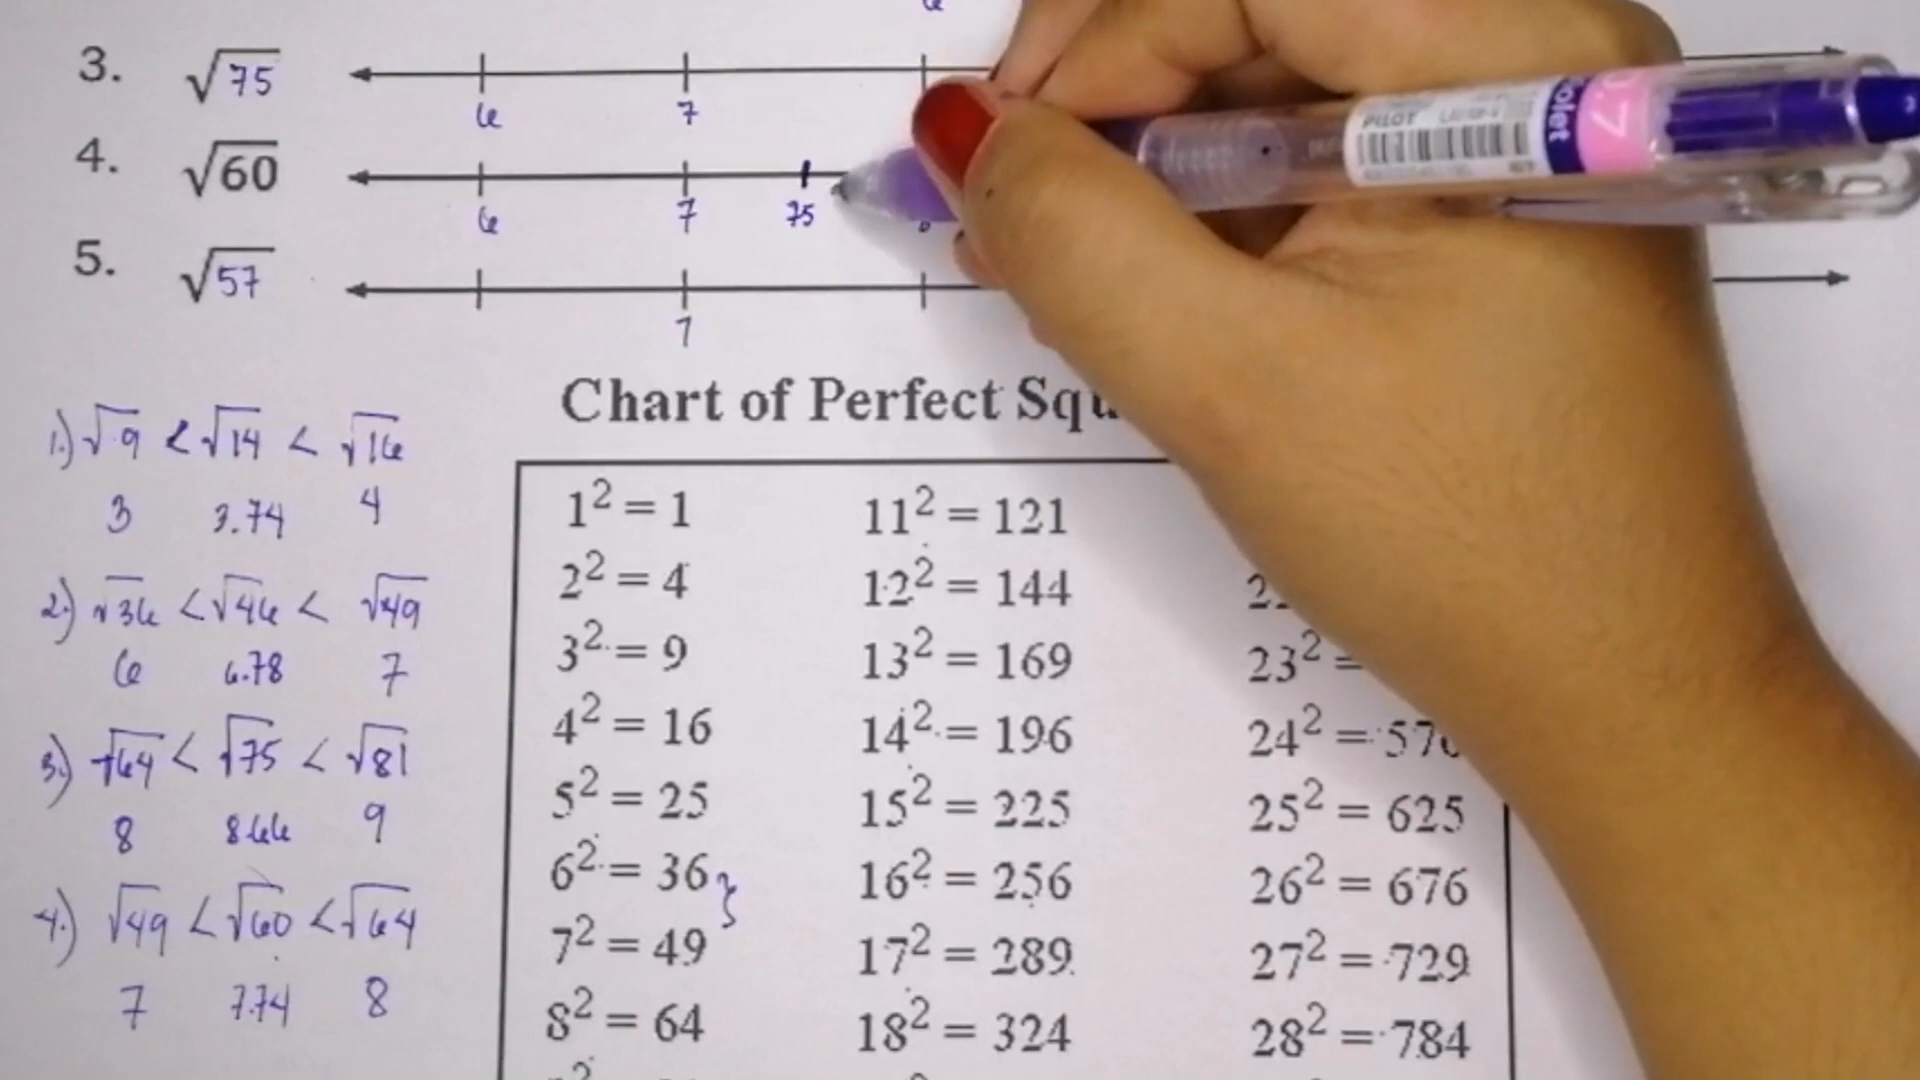 3. √75
6 7
4. √60
6 7 75
5. √57
7
Chart of Perfect
1.) √9 < √14 < √16
3 3.74 4
2.) √36 < √46 < √49
6 6.78 7
3.) √64 < √75 < √81
8 8.66 9
4.) √49 < √60 < √64
7 7.74 8
1² = 1 11² = 121
2² = 4 12² = 144
3² = 9 13² = 169 23² =
4² = 16 14² = 196 24² = 576
5² = 25 15² = 225 25² = 625
6² = 36 16² = 256 26² = 676
7² = 49 17² = 289 27² = 729
8² = 64 18² = 324 28² = 784
PILOT
0.7